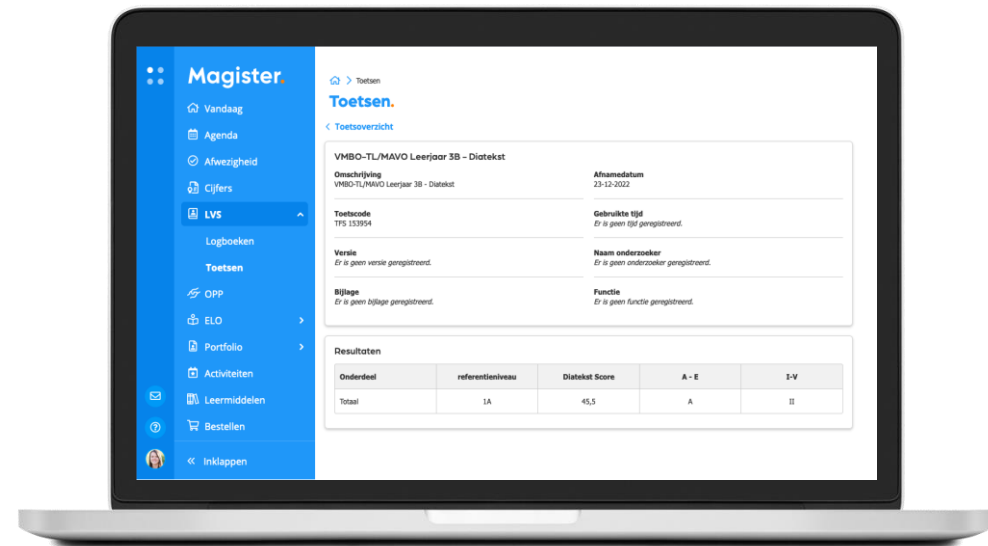 Magister.
Vandaag
Agenda
Afwezigheid
Cijfers
LVS
Logboeken
Toetsen
OPP
ELO
Portfolio
Activiteiten
Leermiddelen
Bestellen
Inklappen
Toetsen
Toetsen.
Toetsoverzicht
VMBO-TL/MAVO Leerjaar 3B - Diatekst
Omschrijving
VMBO-TL/MAVO Leerjaar 3B - Diatekst
Afnamedatum
23-12-2022
Toetscode
TFS 153954
Gebruikte tijd
Er is geen tijd geregistreerd.
Versie
Er is geen versie geregistreerd.
Naam onderzoeker
Er is geen onderzoeker geregistreerd.
Bijlage
Er is geen bijlage geregistreerd.
Functie
Er is geen functie geregistreerd.
Resultaten
Onderdeel referentieniveau Diatekst Score A - E I-V
Totaal 1A 45,5 A II